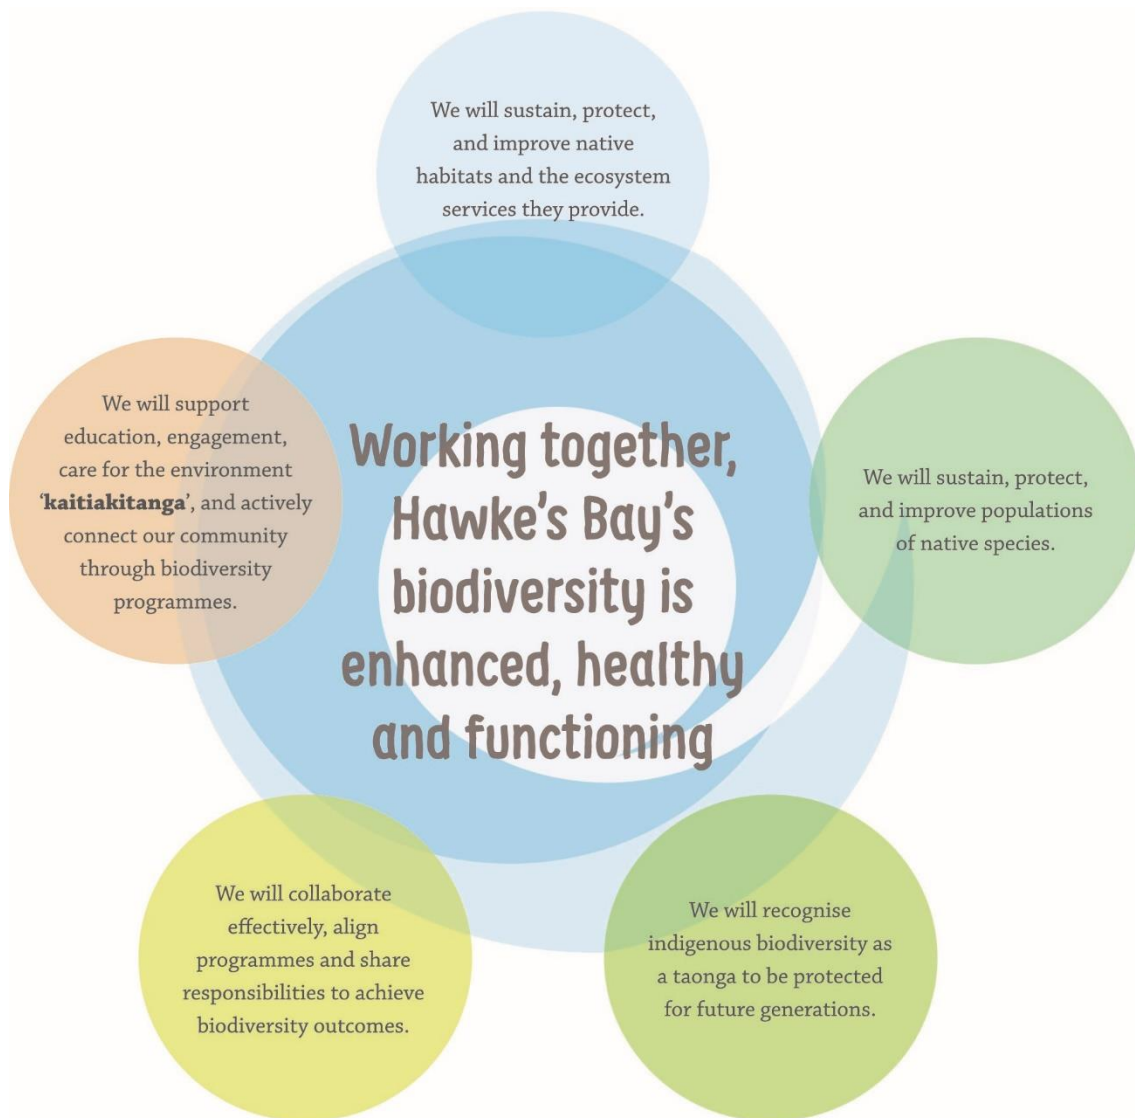 We will sustain, protect,
and improve native
habitats and the ecosystem
services they provide.
We will support
education, engagement,
care for the environment
‘kaitiakitanga’, and actively
connect our community
through biodiversity
programmes.
Working together,
Hawke’s Bay’s
biodiversity is
enhanced, healthy
and functioning
We will sustain, protect,
and improve populations
of native species.
We will collaborate
effectively, align
programmes and share
responsibilities to achieve
biodiversity outcomes.
We will recognise
indigenous biodiversity as
a taonga to be protected
for future generations.